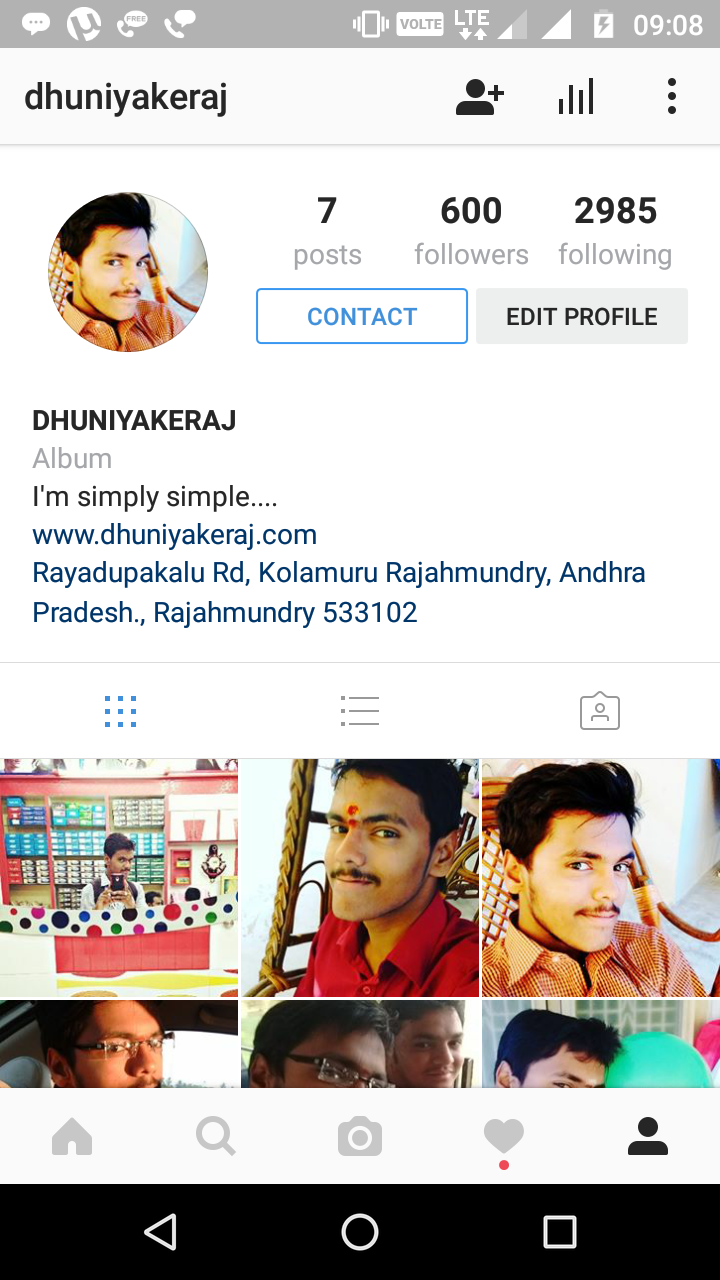 FREE VOLTE LTE 09:08
dhuniyakeraj
7 600 2985
posts followers following
CONTACT EDIT PROFILE
DHUNIYAKERAJ
Album
I'm simply simple....
www.dhuniyakeraj.com
Rayadupakalu Rd, Kolamuru Rajahmundry, Andhra
Pradesh., Rajahmundry 533102